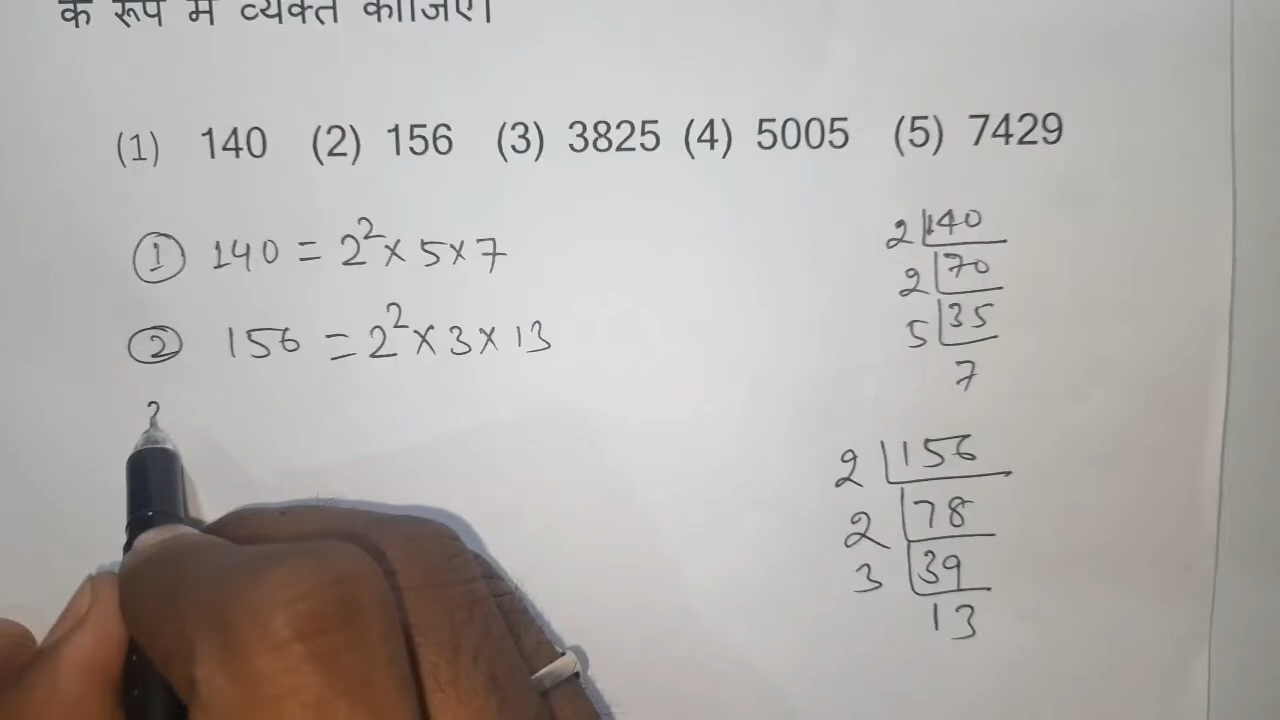 के रूप में व्यक्त कीजिए।
(1) 140 (2) 156 (3) 3825 (4) 5005 (5) 7429
① 140 = 2² × 5 × 7
② 156 = 2² × 3 × 13
2 140
2 70
5 35
7
2 156
2 78
3 39
13